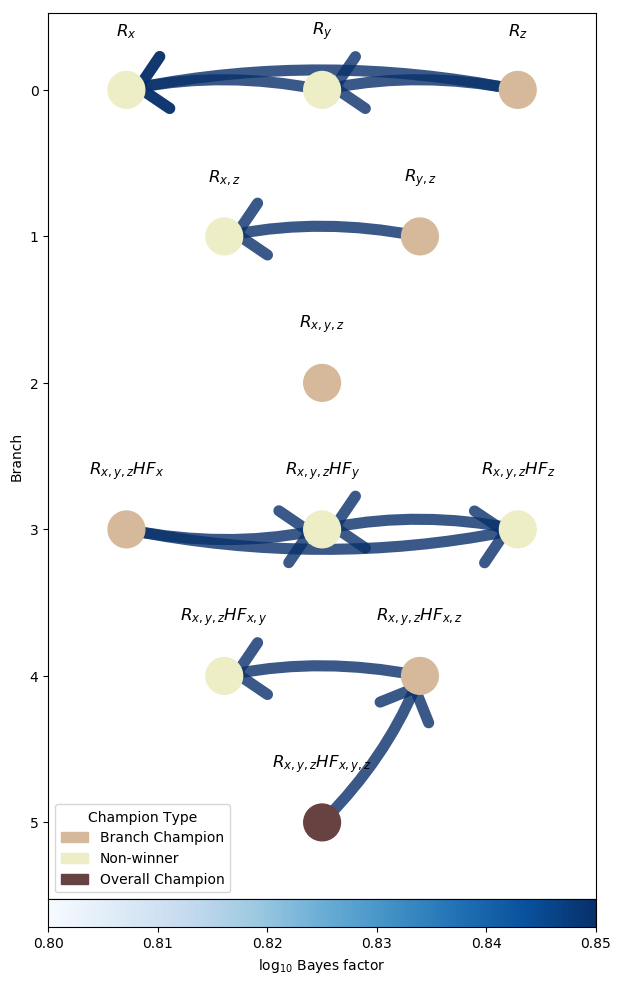 R_x R_y R_z
0
R_{x,z} R_{y,z}
1
R_{x,y,z}
2
Branch
R_{x,y,z}HF_x R_{x,y,z}HF_y R_{x,y,z}HF_z
3
R_{x,y,z}HF_{x,y} R_{x,y,z}HF_{x,z}
4
R_{x,y,z}HF_{x,y,z}
5
Champion Type
Branch Champion
Non-winner
Overall Champion
0.80 0.81 0.82 0.83 0.84 0.85
log_{10} Bayes factor